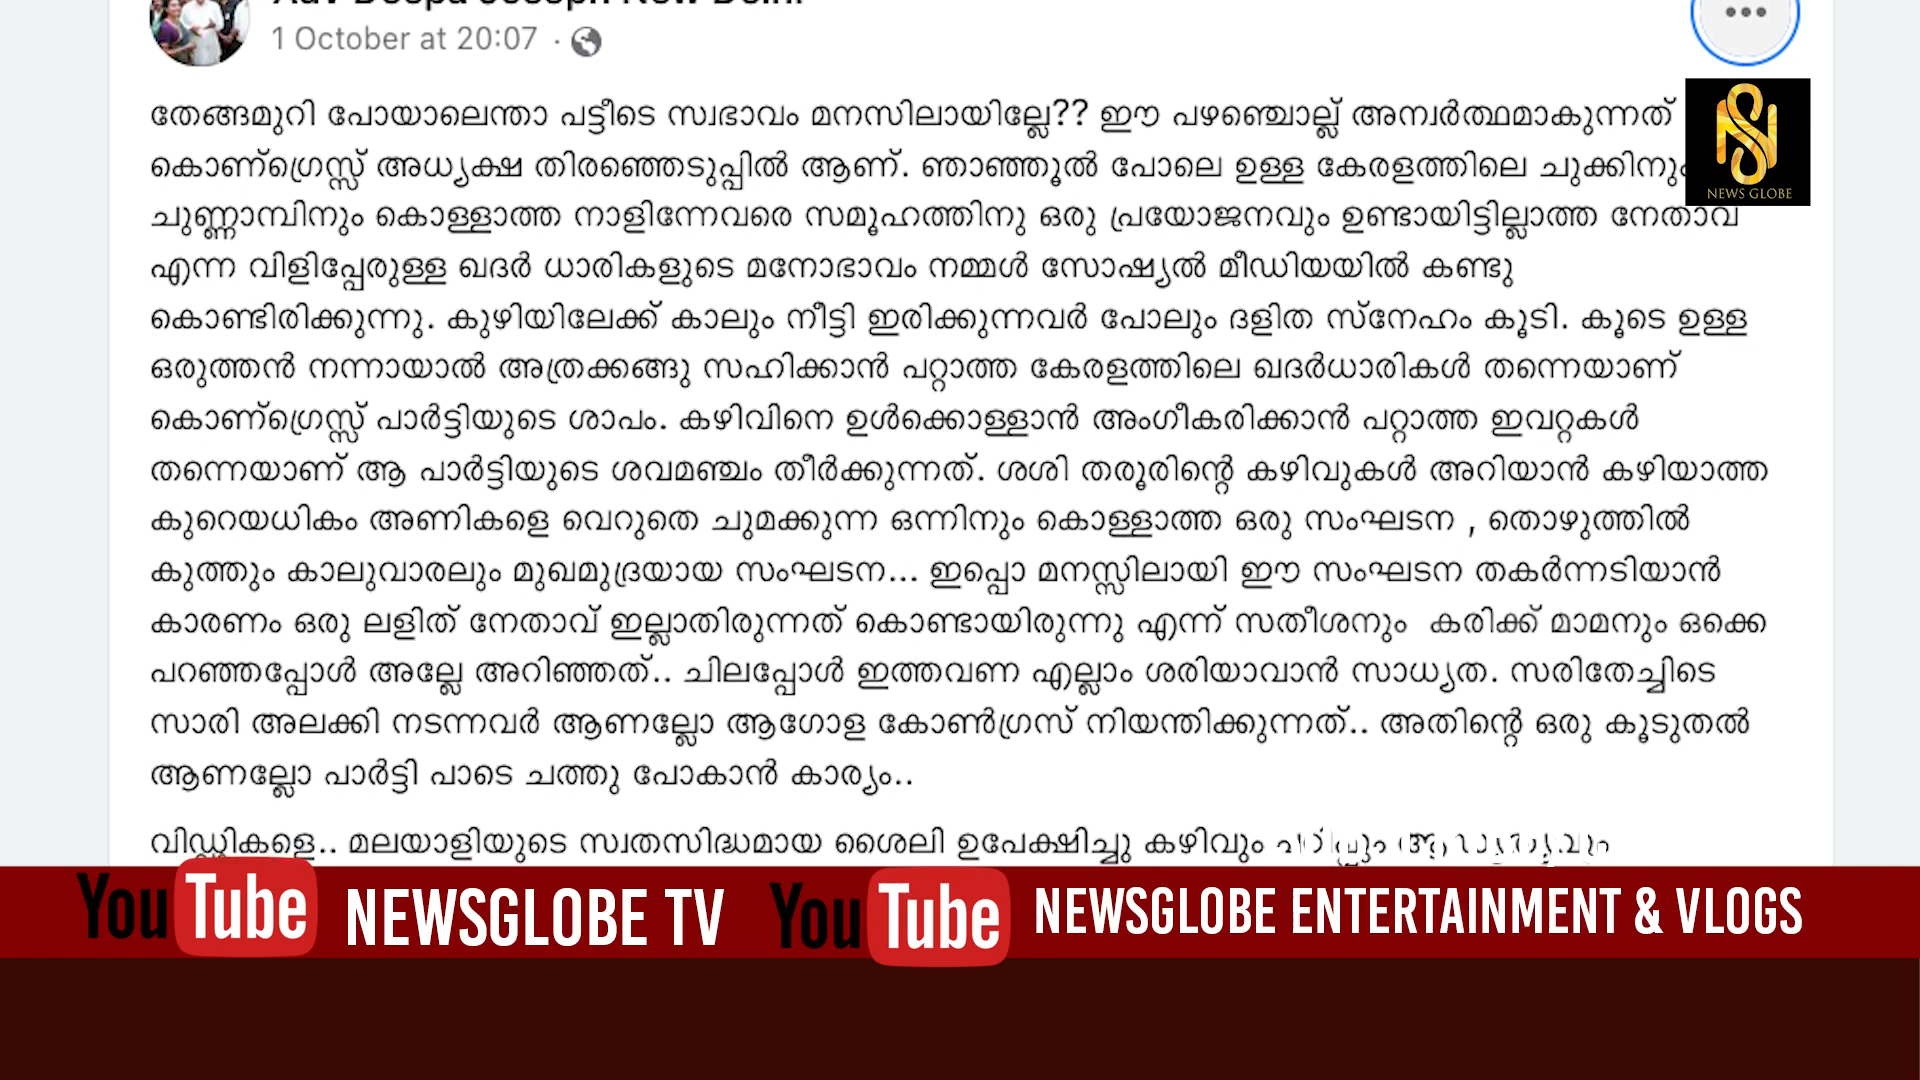 Adv Deepa Joseph New Delhi
1 October at 20:07 ·
തേങ്ങമുറി പോയാലെന്താ പട്ടീടെ സ്വഭാവം മനസിലായില്ലേ?? ഈ പഴഞ്ചൊല്ല് അന്വർത്ഥമാകുന്നത്
കൊണ്ഗ്രെസ്സ് അധ്യക്ഷ തിരഞ്ഞെടുപ്പിൽ ആണ്. ഞാഞ്ഞൂൽ പോലെ ഉള്ള കേരളത്തിലെ ചുക്കിനും
ചുണ്ണാമ്പിനും കൊള്ളാത്ത നാളിന്നേവരെ സമൂഹത്തിനു ഒരു പ്രയോജനവും ഉണ്ടായിട്ടില്ലാത്ത നേതാവ്
എന്ന വിളിപ്പേരുള്ള ഖദർ ധാരികളുടെ മനോഭാവം നമ്മൾ സോഷ്യൽ മീഡിയയിൽ കണ്ടു
കൊണ്ടിരിക്കുന്നു. കുഴിയിലേക്ക് കാലും നീട്ടി ഇരിക്കുന്നവർ പോലും ദളിത സ്നേഹം കൂടി. കൂടെ ഉള്ള
ഒരുത്തൻ നന്നായാൽ അത്രക്കങ്ങു സഹിക്കാൻ പറ്റാത്ത കേരളത്തിലെ ഖദർധാരികൾ തന്നെയാണ്
കൊണ്ഗ്രെസ്സ് പാർട്ടിയുടെ ശാപം. കഴിവിനെ ഉൾക്കൊള്ളാൻ അംഗീകരിക്കാൻ പറ്റാത്ത ഇവറ്റകൾ
തന്നെയാണ് ആ പാർട്ടിയുടെ ശവമഞ്ചം തീർക്കുന്നത്. ശശി തരൂരിന്റെ കഴിവുകൾ അറിയാൻ കഴിയാത്ത
കുറെയധികം അണികളെ വെറുതെ ചുമക്കുന്ന ഒന്നിനും കൊള്ളാത്ത ഒരു സംഘടന , തൊഴുത്തിൽ
കുത്തും കാലുവാരലും മുഖമുദ്രയായ സംഘടന... ഇപ്പൊ മനസ്സിലായി ഈ സംഘടന തകർന്നടിയാൻ
കാരണം ഒരു ലളിത് നേതാവ് ഇല്ലാതിരുന്നത് കൊണ്ടായിരുന്നു എന്ന് സതീശനും കരിക്ക് മാമനും ഒക്കെ
പറഞ്ഞപ്പോൾ അല്ലേ അറിഞ്ഞത്.. ചിലപ്പോൾ ഇത്തവണ എല്ലാം ശരിയാവാൻ സാധ്യത. സരിതേച്ചിടെ
സാരി അലക്കി നടന്നവർ ആണല്ലോ ആഗോള കോൺഗ്രസ് നിയന്തിക്കുന്നത്.. അതിന്റെ ഒരു കൂടുതൽ
ആണല്ലോ പാർട്ടി പാടെ ചത്തു പോകാൻ കാര്യം..
വിഡ്ഢികളെ.. മലയാളിയുടെ സ്വതസിദ്ധമായ ശൈലി ഉപേക്ഷിച്ചു കഴിവും
NEWS GLOBE
YouTube NEWSGLOBE TV YouTube NEWSGLOBE ENTERTAINMENT & VLOGS